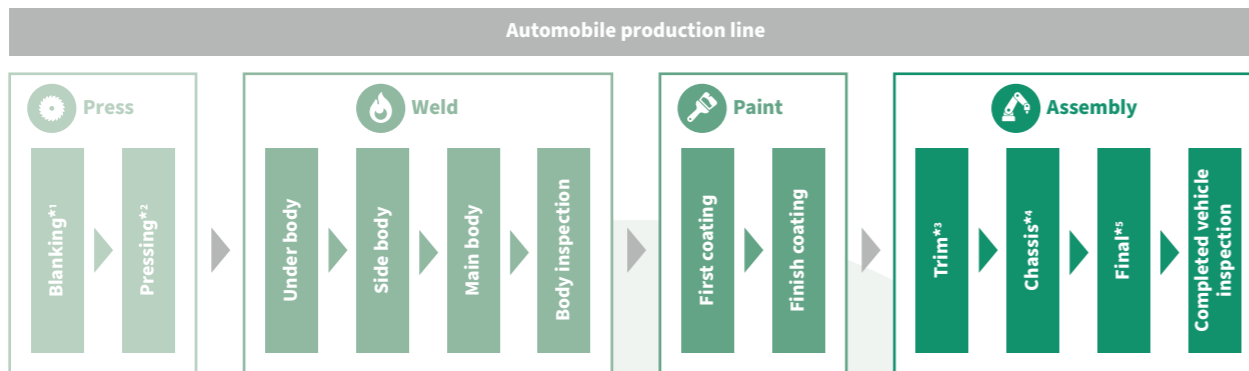 Automobile production line
Press
Blanking*1
Pressing*2
Weld
Under body
Side body
Main body
Body inspection
Paint
First coating
Finish coating
Assembly
Trim*3
Chassis*4
Final*5
Completed vehicle
inspection